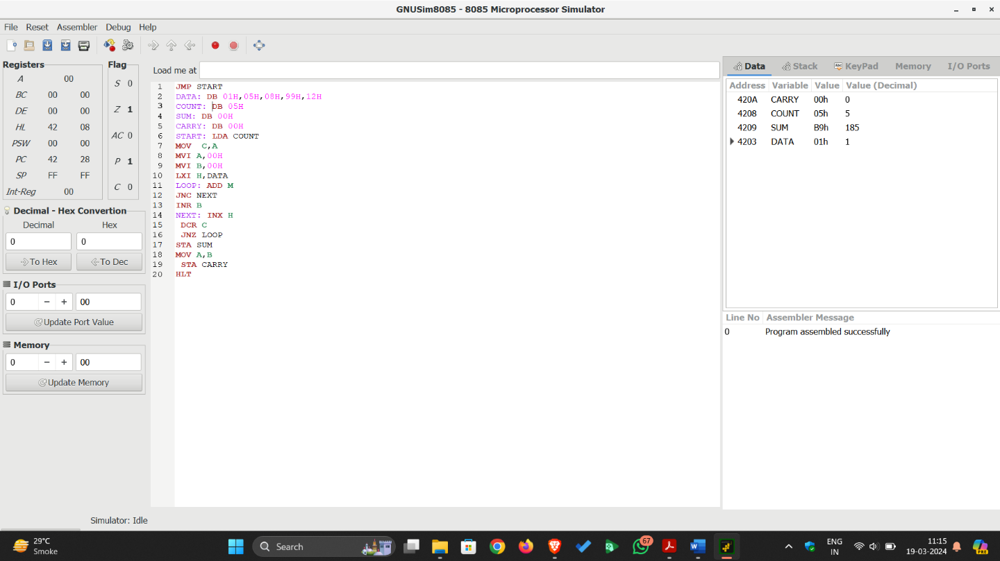 GNUSim8085 - 8085 Microprocessor Simulator
File Reset Assembler Debug Help
Registers
A 00
BC 00 00
DE 00 00
HL 42 08
PSW 00 00
PC 42 28
SP FF FF
Int-Reg 00
Flag
S 0
Z 1
AC 0
P 1
C 0
Decimal - Hex Convertion
Decimal Hex
0 0
To Hex To Dec
I/O Ports
0 − + 00
Update Port Value
Memory
0 − + 00
Update Memory
Load me at
1 JMP START
2 DATA: DB 01H,05H,08H,99H,12H
3 COUNT: DB 05H
4 SUM: DB 00H
5 CARRY: DB 00H
6 START: LDA COUNT
7 MOV  C,A
8 MVI A,00H
9 MVI B,00H
10 LXI H,DATA
11 LOOP: ADD M
12 JNC NEXT
13 INR B
14 NEXT: INX H
15  DCR C
16  JNZ LOOP
17 STA SUM
18 MOV A,B
19  STA CARRY
20 HLT
Data Stack Abc KeyPad Memory I/O Ports
Address Variable Value Value (Decimal)
420A CARRY 00h 0
4208 COUNT 05h 5
4209 SUM B9h 185
4203 DATA 01h 1
Line No Assembler Message
0 Program assembled successfully
Simulator: Idle
29°C
Smoke
Search
67
W
PRE
ENG
IN
11:15
19-03-2024